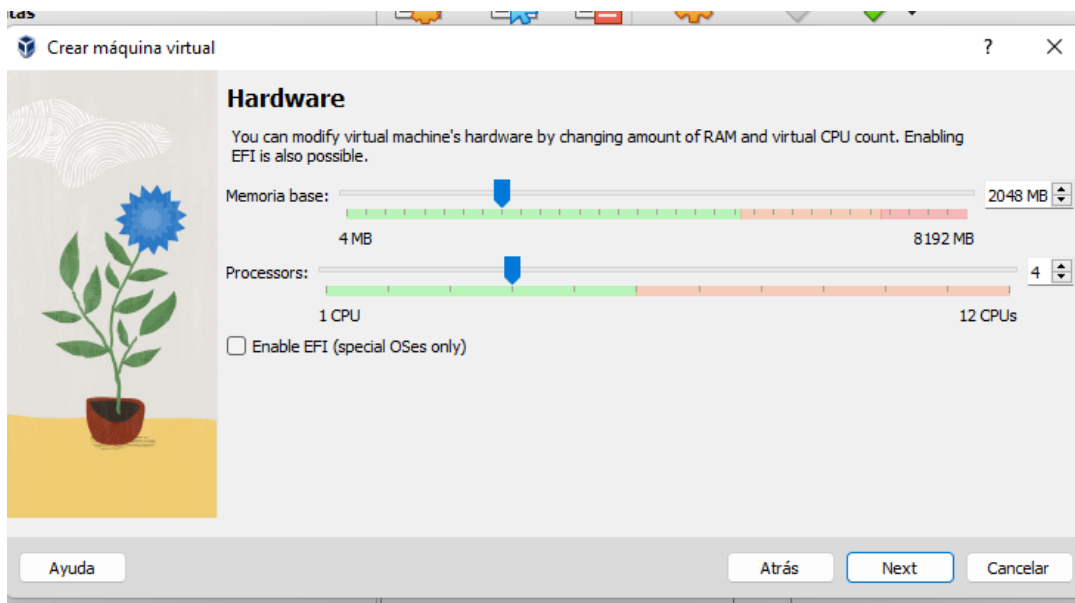 tas
Crear máquina virtual
?
Hardware
You can modify virtual machine's hardware by changing amount of RAM and virtual CPU count. Enabling
EFI is also possible.
Memoria base:
2048 MB
4 MB
8192 MB
Processors:
4
1 CPU
12 CPUs
Enable EFI (special OSes only)
Ayuda
Atrás
Next
Cancelar